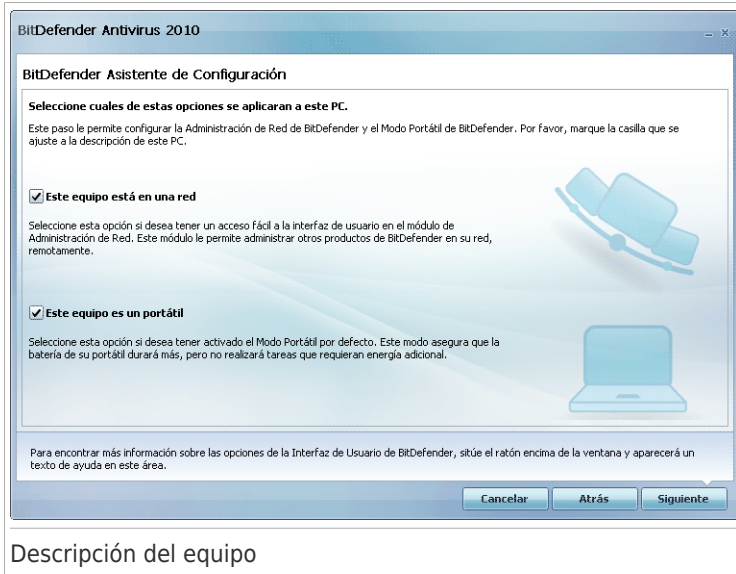 BitDefender Antivirus 2010
BitDefender Asistente de Configuración
Seleccione cuales de estas opciones se aplicaran a este PC.
Este paso le permite configurar la Administración de Red de BitDefender y el Modo Portátil de BitDefender. Por favor, marque la casilla que se
ajuste a la descripción de este PC.
Este equipo está en una red
Seleccione esta opción si desea tener un acceso fácil a la interfaz de usuario en el módulo de
Administración de Red. Este módulo le permite administrar otros productos de BitDefender en su red,
remotamente.
Este equipo es un portátil
Seleccione esta opción si desea tener activado el Modo Portátil por defecto. Este modo asegura que la
batería de su portátil durará más, pero no realizará tareas que requieran energía adicional.
Para encontrar más información sobre las opciones de la Interfaz de Usuario de BitDefender, sitúe el ratón encima de la ventana y aparecerá un
texto de ayuda en este área.
Cancelar Atrás Siguiente
Descripción del equipo